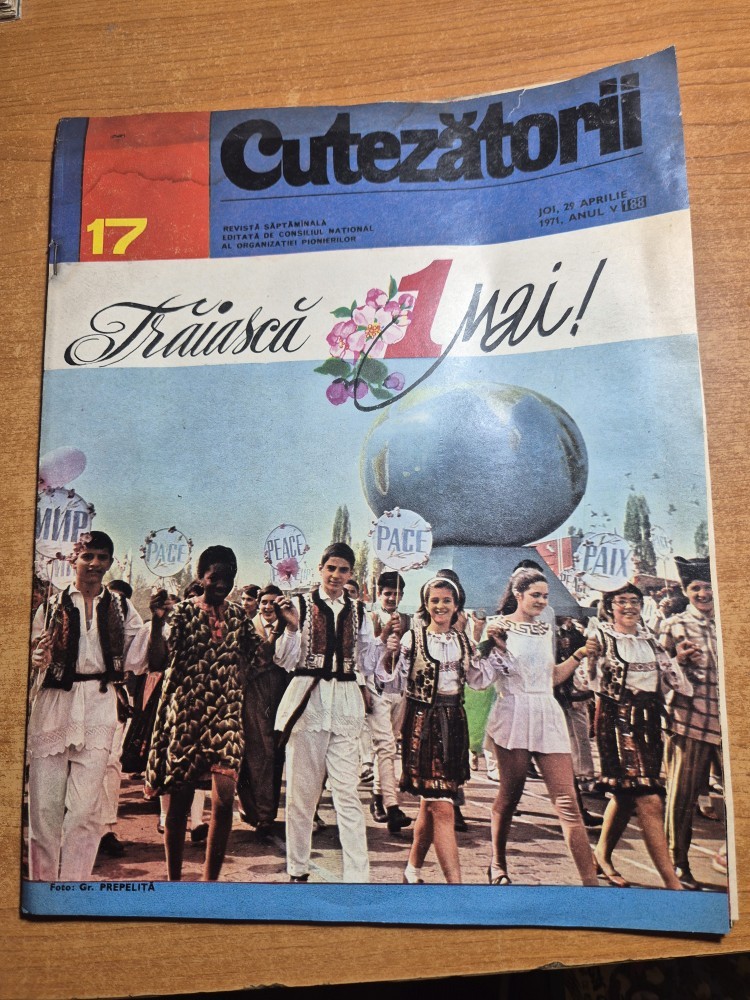 Cutezătorii
17
REVISTĂ SĂPTĂMÎNALĂ
EDITATĂ DE CONSILIUL NAȚIONAL
AL ORGANIZAȚIEI PIONIERILOR
JOI, 29 APRILIE
1971, ANUL V 188
Trăiască 1 Mai!
МИР
PACE
PEACE
PACE
PAIX
Foto: Gr. PREPELIȚĂ